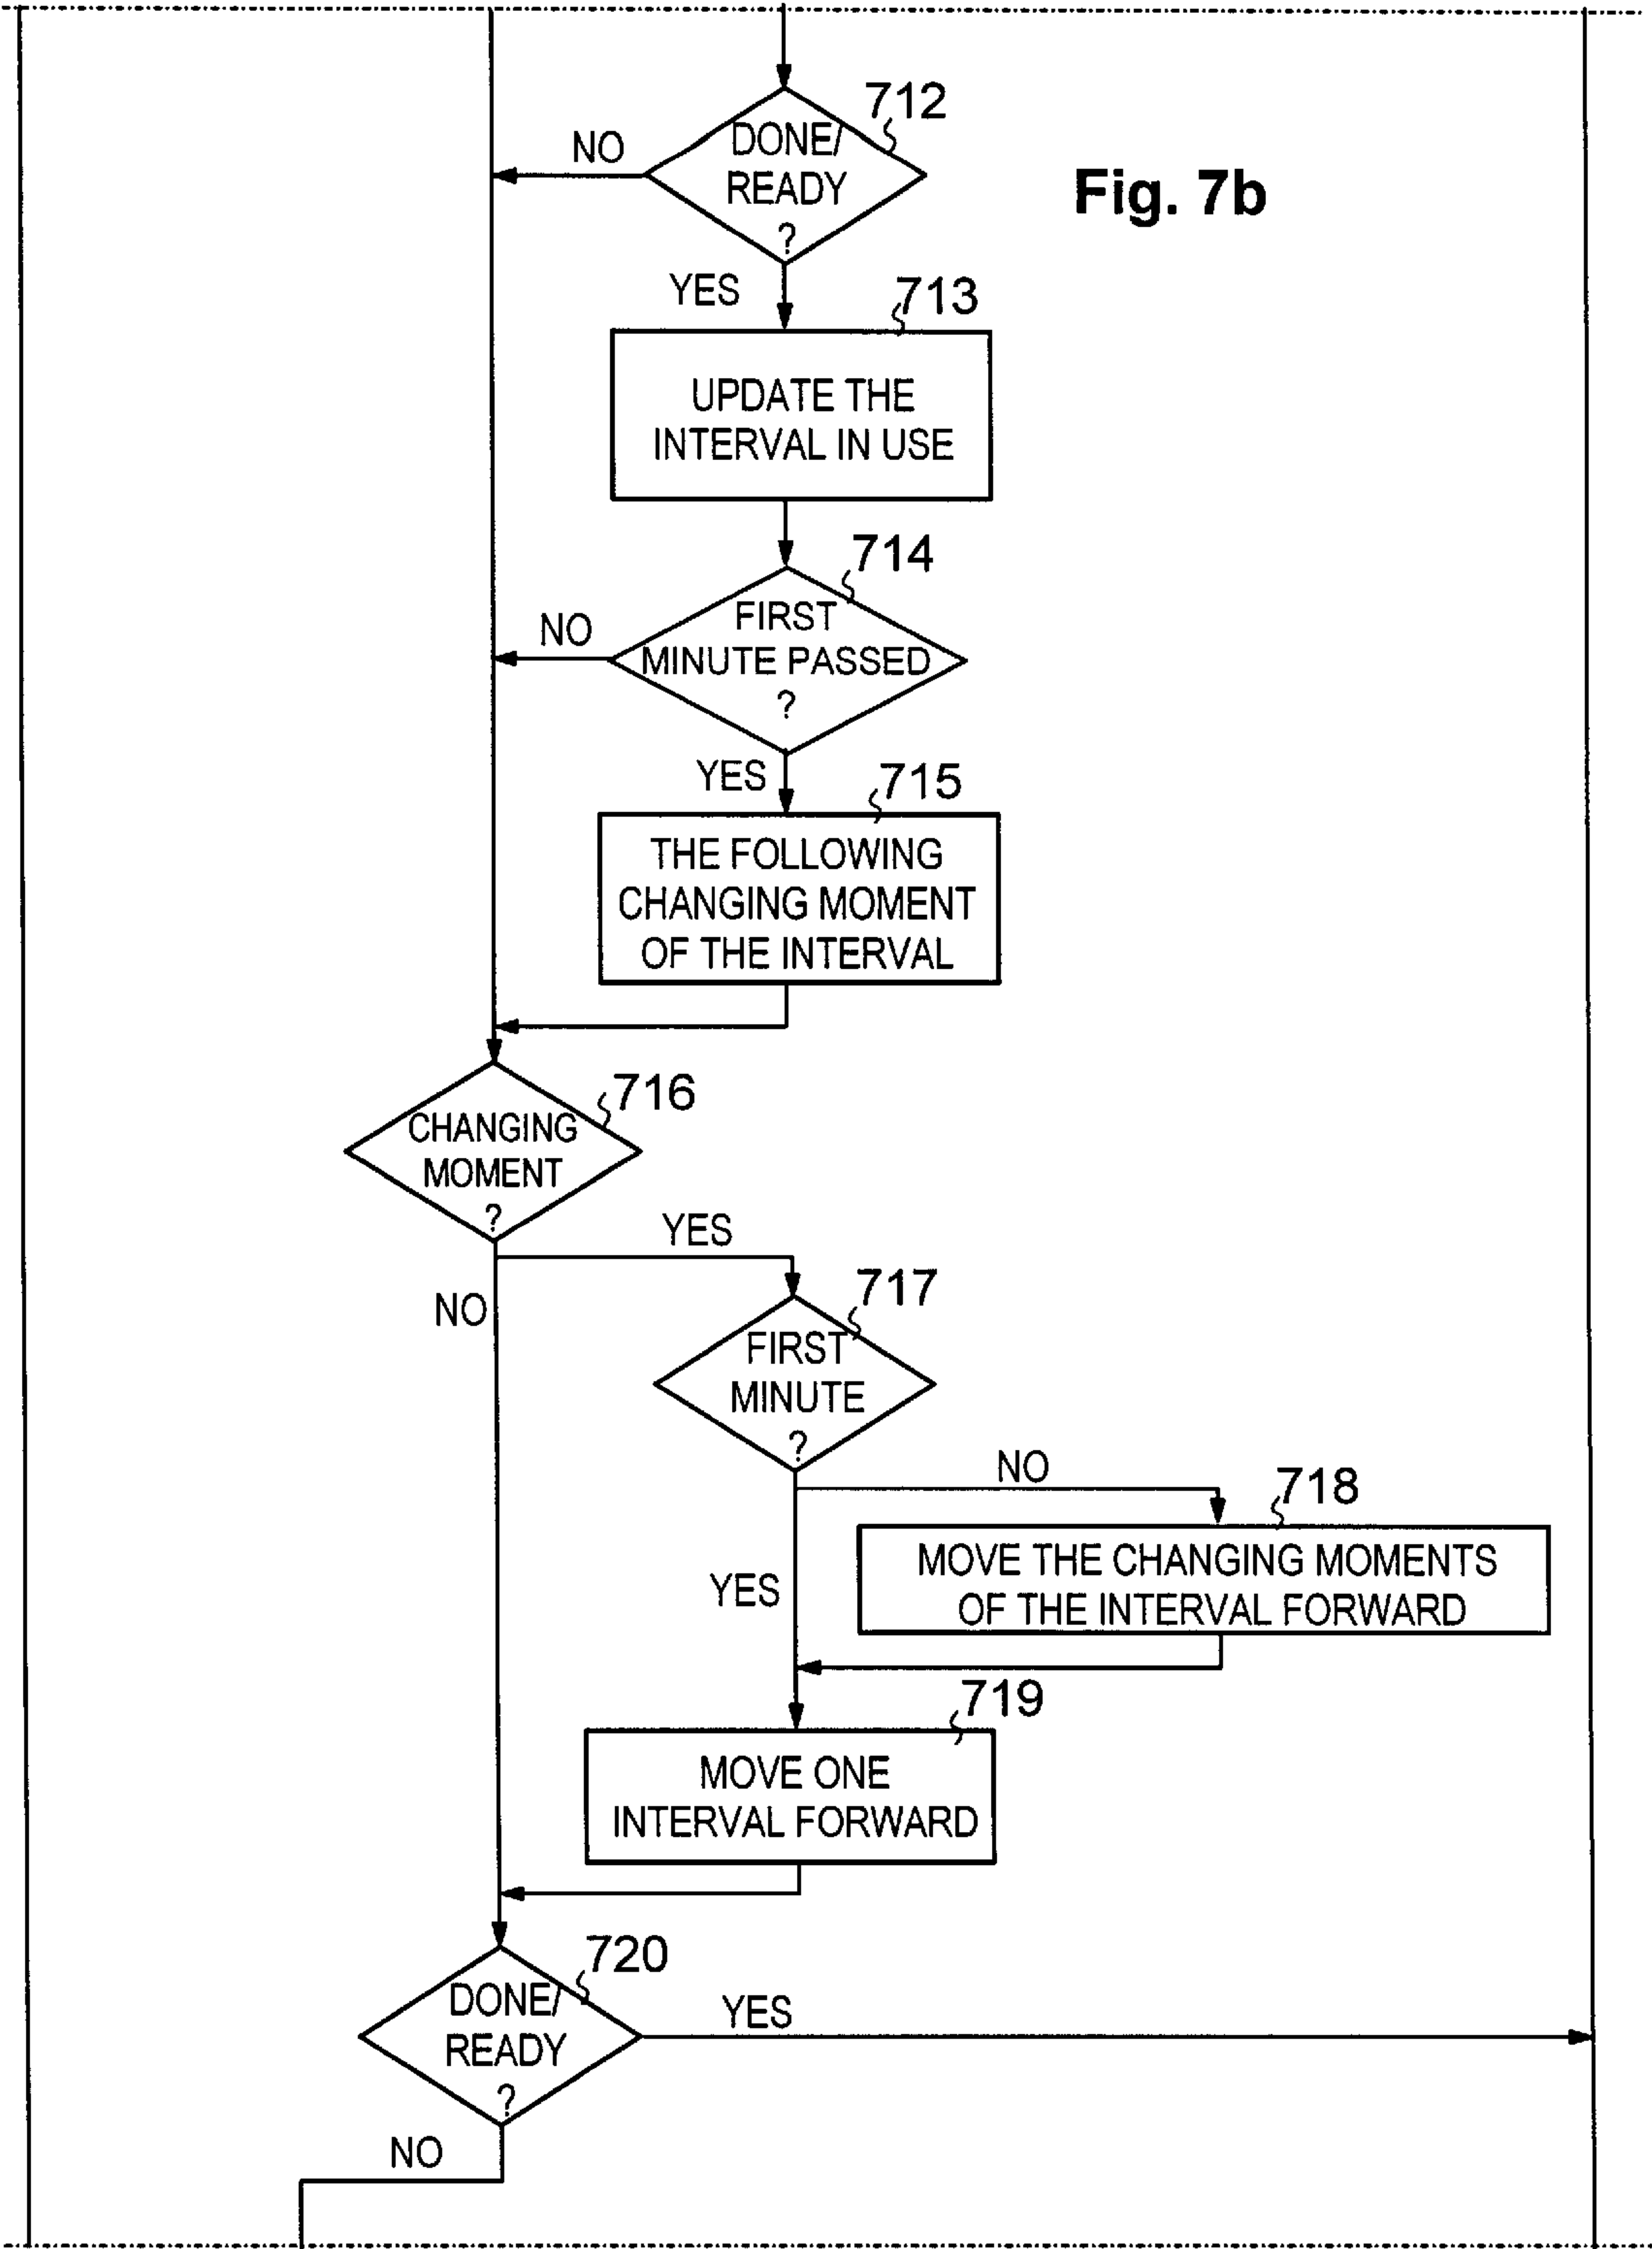 712
DONE/
READY
?
NO
Fig. 7b
YES
713
UPDATE THE
INTERVAL IN USE
714
FIRST
MINUTE PASSED
?
NO
YES
715
THE FOLLOWING
CHANGING MOMENT
OF THE INTERVAL
716
CHANGING
MOMENT
?
YES
NO
717
FIRST
MINUTE
?
NO
718
MOVE THE CHANGING MOMENTS
OF THE INTERVAL FORWARD
YES
719
MOVE ONE
INTERVAL FORWARD
720
DONE/
READY
?
YES
NO